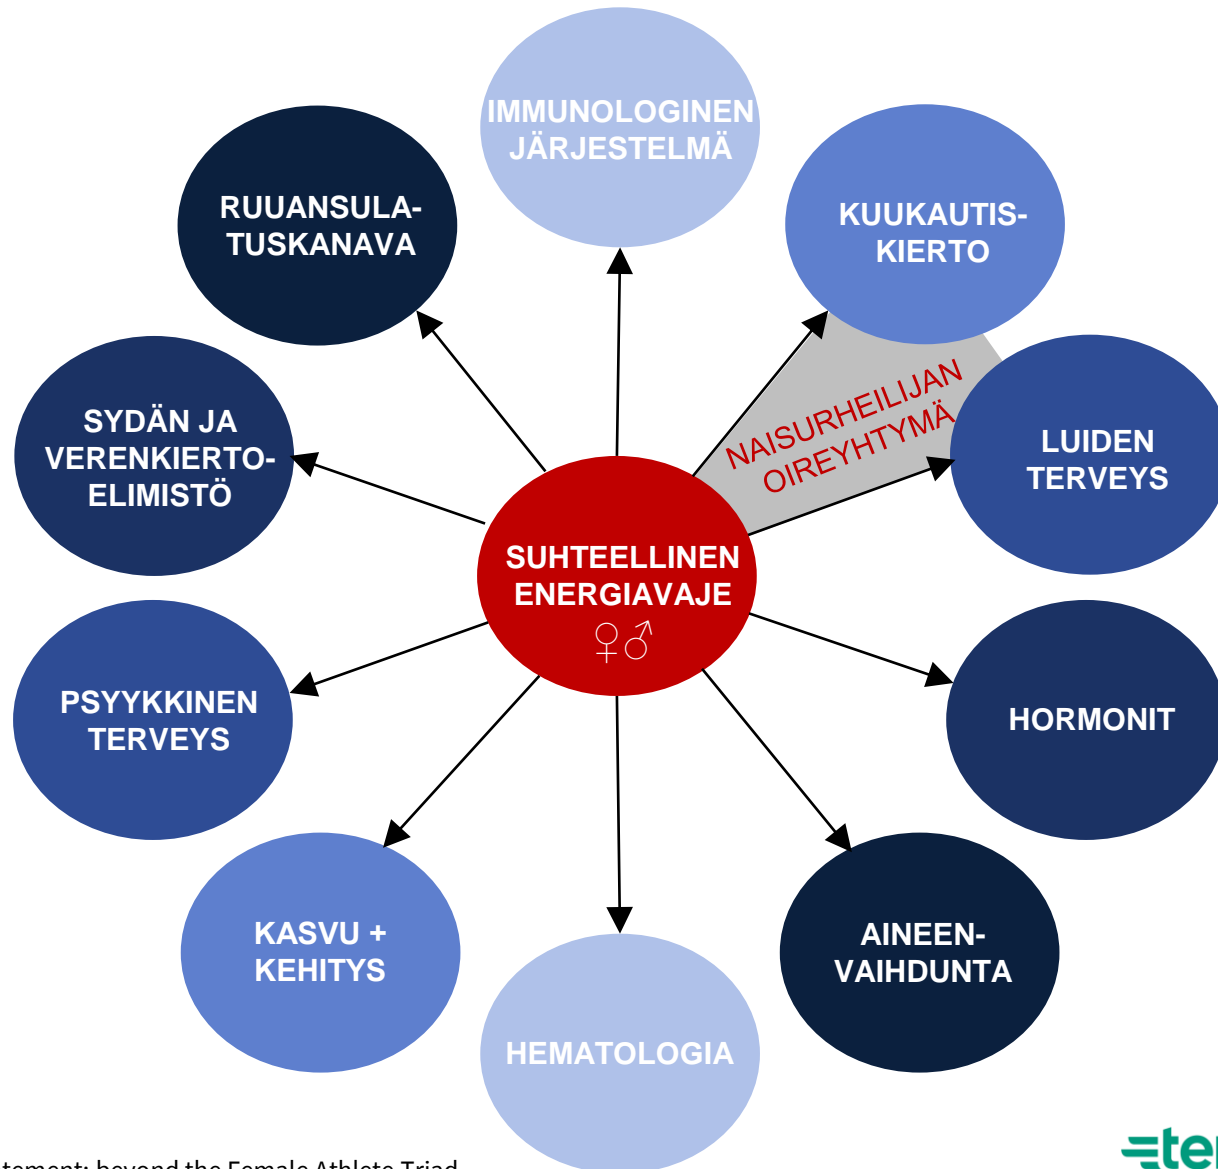 IMMUNOLOGINEN
JÄRJESTELMÄ
KUUKAUTIS-
KIERTO
RUUANSULA-
TUSKANAVA
NAISURHEILIJAN
OIREYHTYMÄ
LUIDEN
TERVEYS
SYDÄN JA
VERENKIERTO-
ELIMISTÖ
SUHTEELLINEN
ENERGIAVAJE
♀♂
PSYYKKINEN
TERVEYS
HORMONIT
KASVU +
KEHITYS
AINEEN-
VAIHDUNTA
HEMATOLOGIA
beyond the Female Athlete Triad